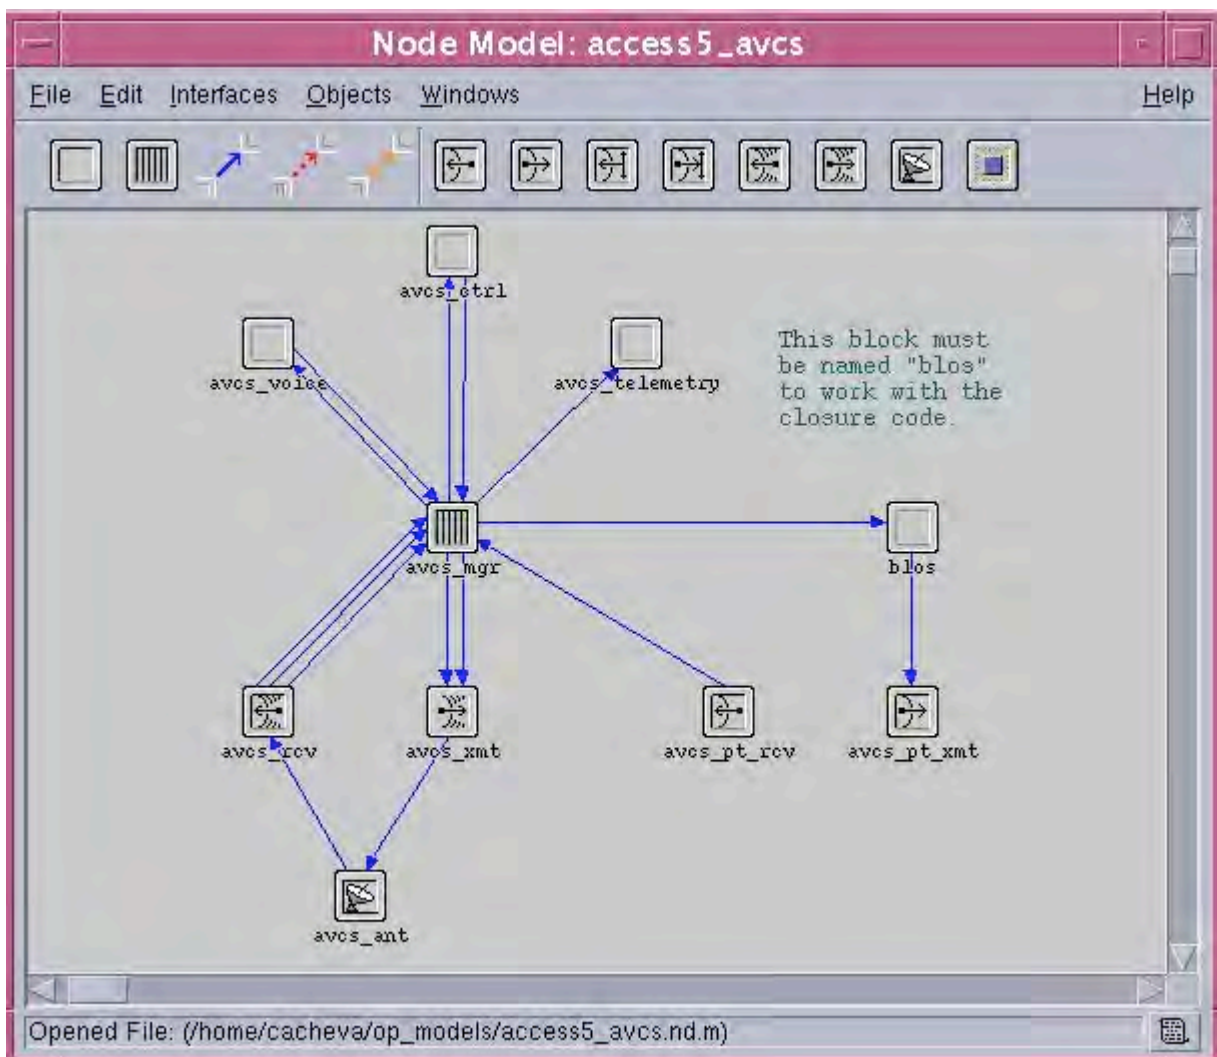 Node Model: access5_avcs
File Edit Interfaces Objects Windows Help
avcs_ctrl
avcs_voice
avcs_telemetry
This block must
be named "blos"
to work with the
closure code.
avcs_mgr
blos
avcs_rcv
avcs_xmt
avcs_pt_rcv
avcs_pt_xmt
avcs_ant
Opened File: (/home/cacheva/op_models/access5_avcs.nd.m)